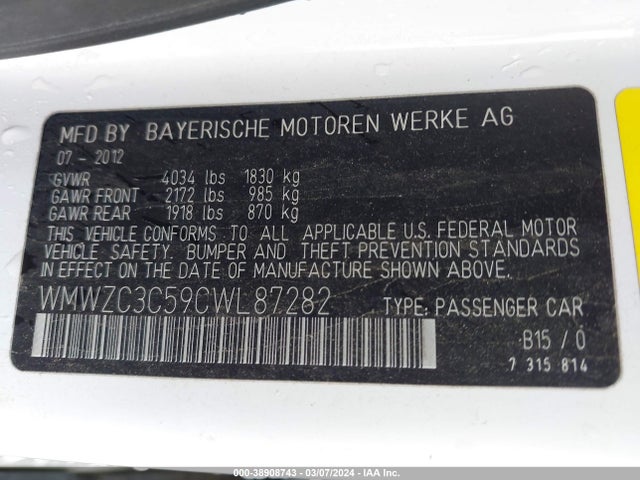 MFD BY BAYERISCHE MOTOREN WERKE AG
07 - 2012
GVWR 4034 lbs 1830 kg
GAWR FRONT 2172 lbs 985 kg
GAWR REAR 1918 lbs 870 kg
THIS VEHICLE CONFORMS TO ALL APPLICABLE U.S. FEDERAL MOTOR
VEHICLE SAFETY, BUMPER AND THEFT PREVENTION STANDARDS
IN EFFECT ON THE DATE OF MANUFACTURE SHOWN ABOVE.
WMWZC3C59CWL87282 TYPE: PASSENGER CAR
B15 / 0
7 315 814
000-38908743 - 03/07/2024 - IAAI.COM